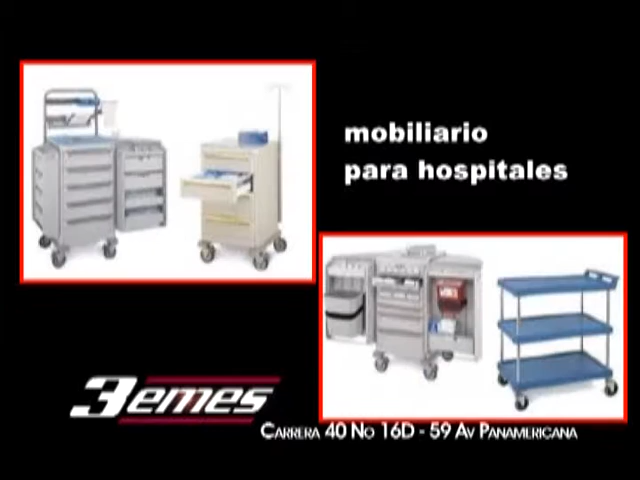 mobiliario
para hospitales
3emes
CARRERA 40 NO 16D - 59 AV PANAMERICANA